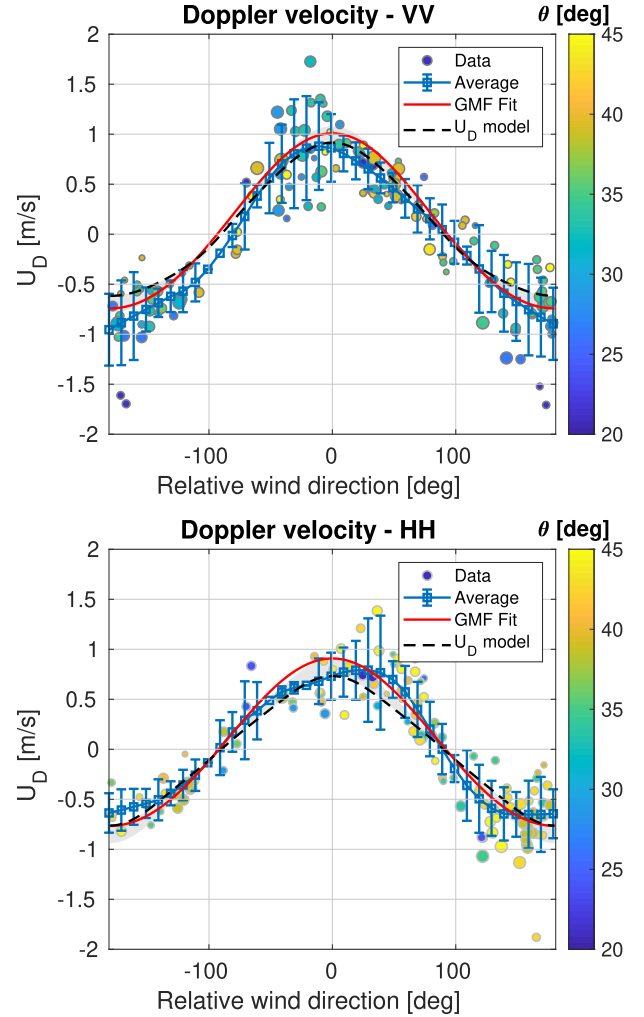 Doppler velocity - VV
θ [deg]
2
1.5
1
0.5
0
-0.5
-1
-1.5
-2
U_D [m/s]
Data
Average
GMF Fit
U_D model
45
40
35
30
25
20
-100 0 100
Relative wind direction [deg]
Doppler velocity - HH
θ [deg]
2
1.5
1
0.5
0
-0.5
-1
-1.5
-2
U_D [m/s]
Data
Average
GMF Fit
U_D model
45
40
35
30
25
20
-100 0 100
Relative wind direction [deg]